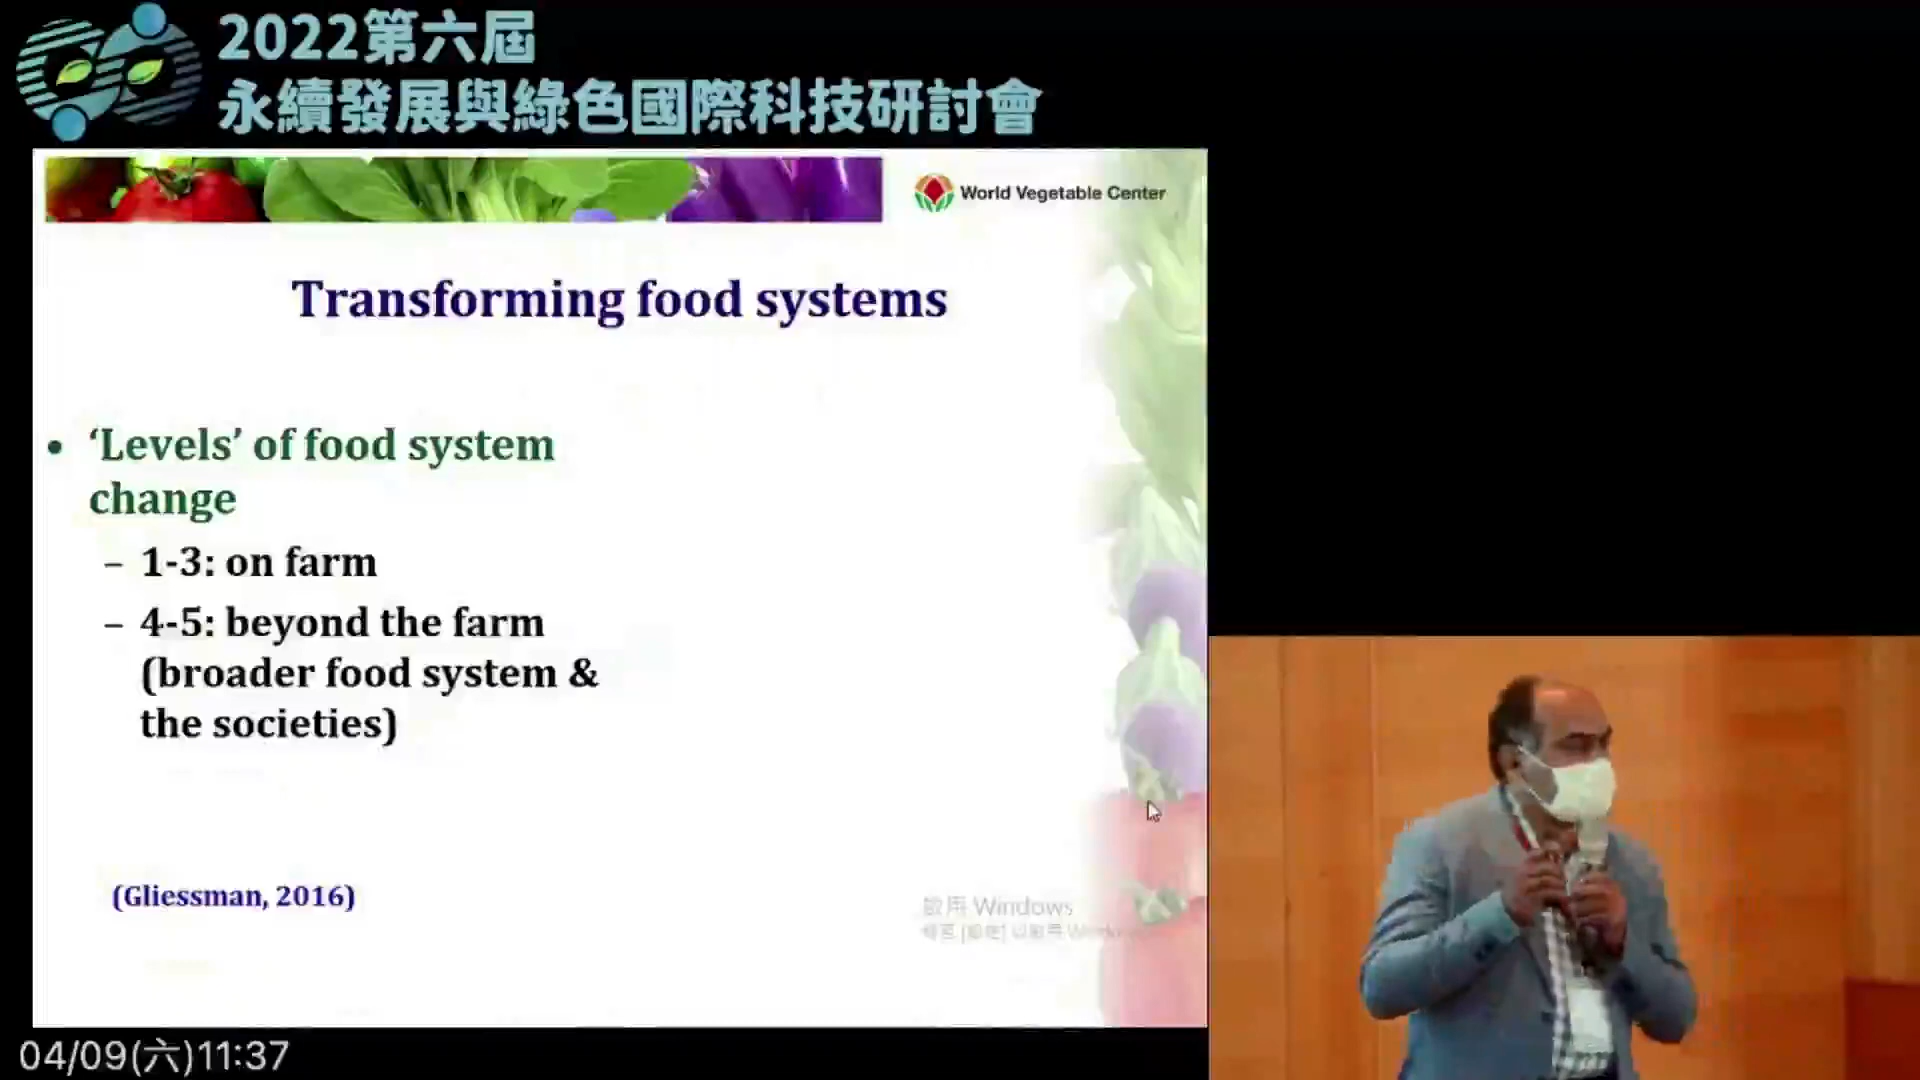 2022第六屆
永續發展與綠色國際科技研討會
World Vegetable Center
Transforming food systems
• ‘Levels’ of food system
change
– 1-3: on farm
– 4-5: beyond the farm
(broader food system &
the societies)
(Gliessman, 2016)
啟用 Windows
04/09(六)11:37